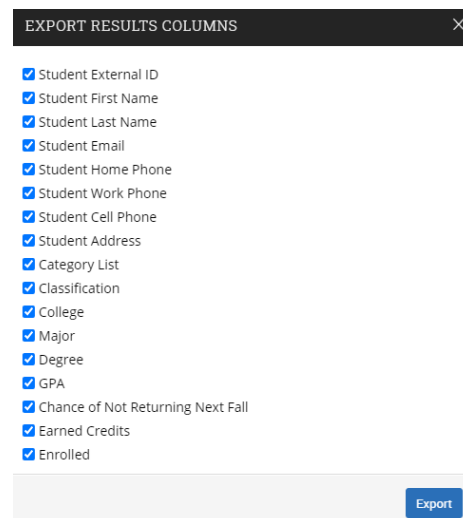 EXPORT RESULTS COLUMNS
Student External ID
Student First Name
Student Last Name
Student Email
Student Home Phone
Student Work Phone
Student Cell Phone
Student Address
Category List
Classification
College
Major
Degree
GPA
Chance of Not Returning Next Fall
Earned Credits
Enrolled
Export